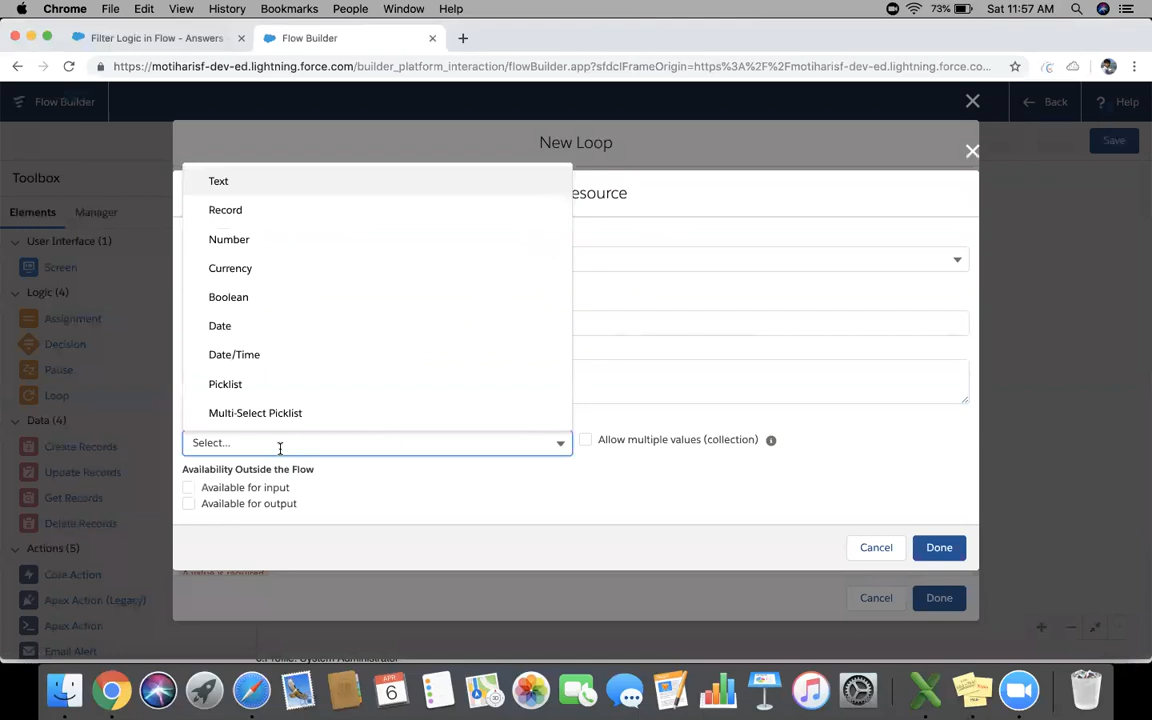 Chrome File Edit View History Bookmarks People Window Help 73% Sat 11:57 AM
Filter Logic in Flow - Answers
Flow Builder
https://motiharisf-dev-ed.lightning.force.com/builder_platform_interaction/flowBuilder.app?sfdcIFrameOrigin=https%3A%2F%2Fmotiharisf-dev-ed.lightning.force.co...
Flow Builder
Back
Help
New Loop
Save
Toolbox
esource
Elements
Manager
User Interface (1)
Screen
Logic (4)
Assignment
Decision
Pause
Loop
Data (4)
Create Records
Update Records
Get Records
Delete Records
Actions (5)
Core Action
Apex Action (Legacy)
Apex Action
Email Alert
Text
Record
Number
Currency
Boolean
Date
Date/Time
Picklist
Multi-Select Picklist
Select...
Allow multiple values (collection)
Availability Outside the Flow
Available for input
Available for output
Cancel
Done
Cancel
Done
APR
6